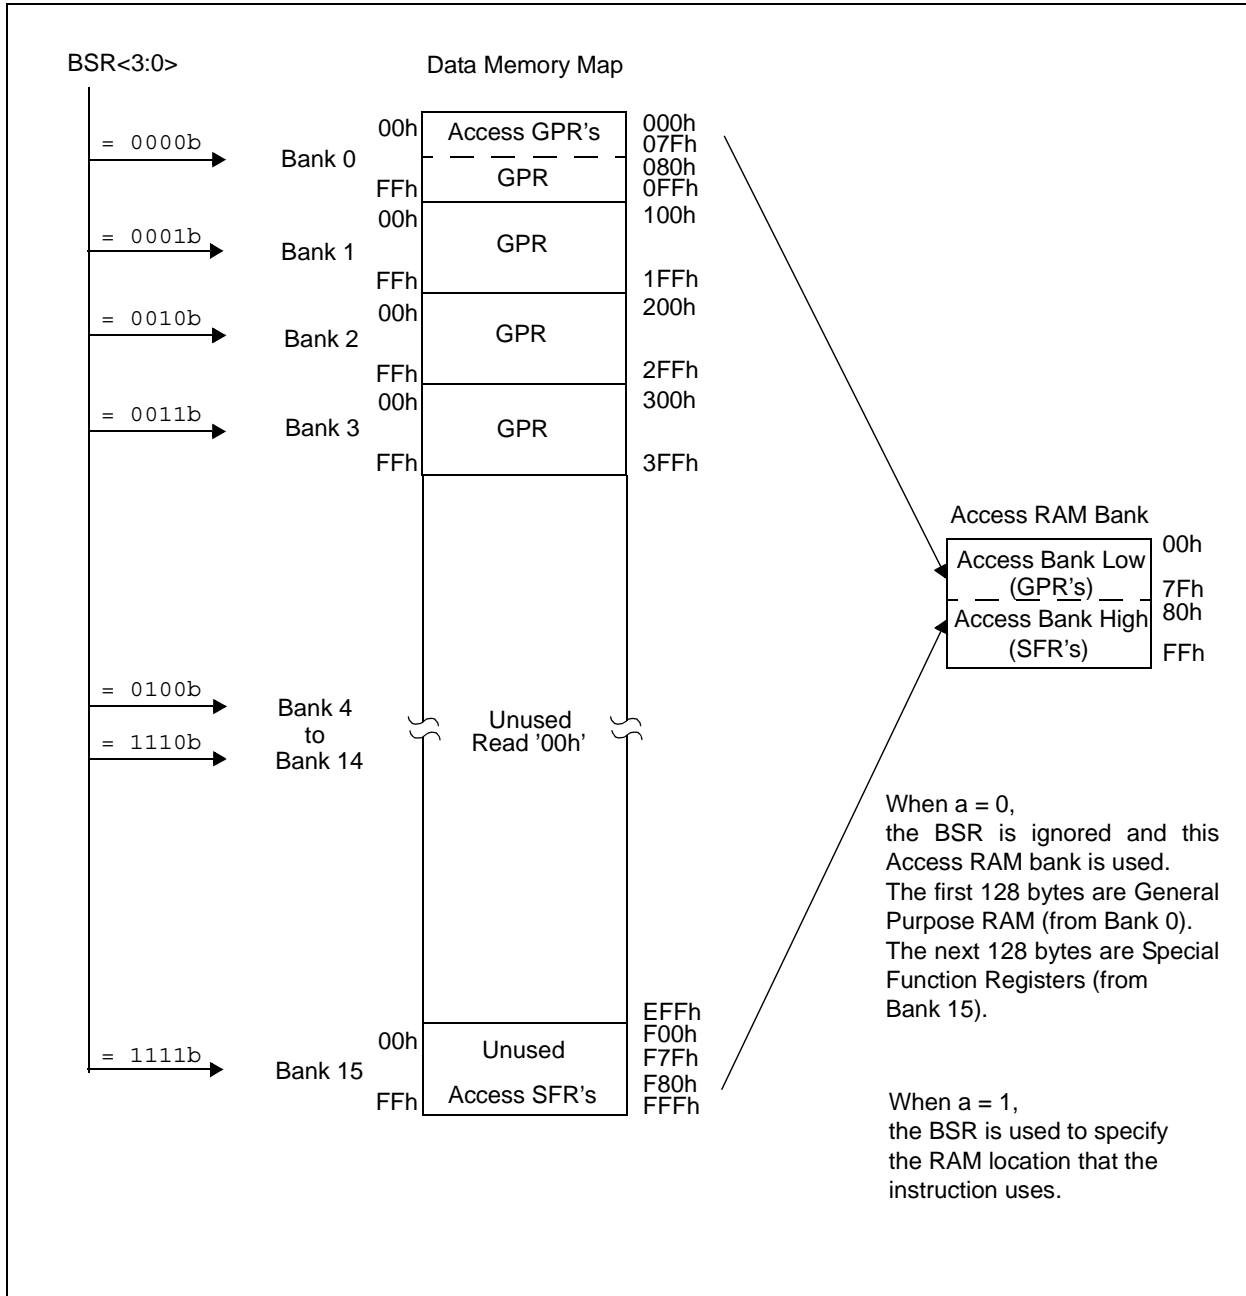 BSR<3:0>
Data Memory Map
= 0000b
Bank 0
00h
Access GPR's
000h
07Fh
FFh
GPR
080h
0FFh
= 0001b
Bank 1
00h
GPR
100h
FFh
1FFh
= 0010b
Bank 2
00h
GPR
200h
FFh
2FFh
= 0011b
Bank 3
00h
GPR
300h
FFh
3FFh
Access RAM Bank
Access Bank Low
(GPR's)
00h
7Fh
Access Bank High
(SFR's)
80h
FFh
= 0100b
= 1110b
Bank 4
to
Bank 14
Unused
Read '00h'
EFFh
= 1111b
Bank 15
00h
Unused
F00h
F7Fh
FFh
Access SFR's
F80h
FFFh
When a = 0,
the BSR is ignored and this
Access RAM bank is used.
The first 128 bytes are General
Purpose RAM (from Bank 0).
The next 128 bytes are Special
Function Registers (from
Bank 15).
When a = 1,
the BSR is used to specify
the RAM location that the
instruction uses.